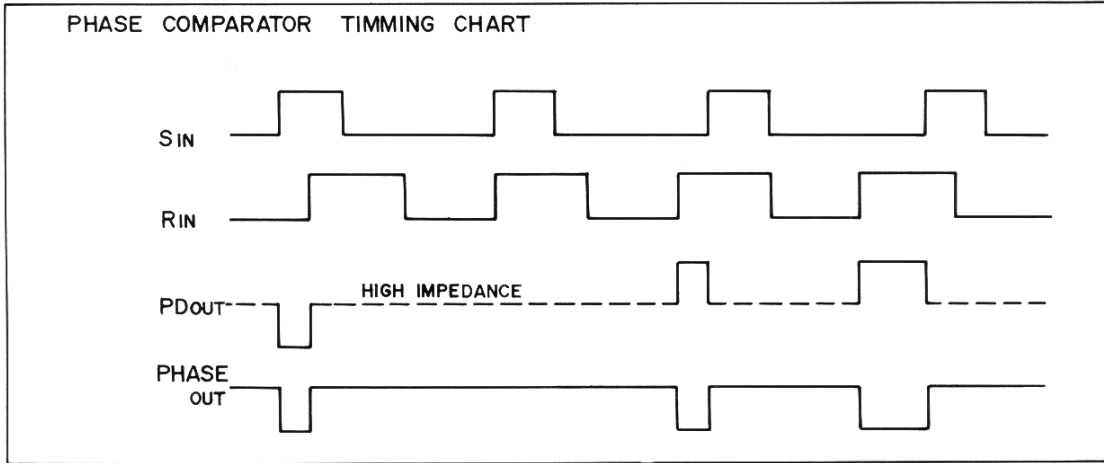 PHASE COMPARATOR TIMMING CHART
SIN
RIN
HIGH IMPEDANCE
PDOUT
PHASE
OUT